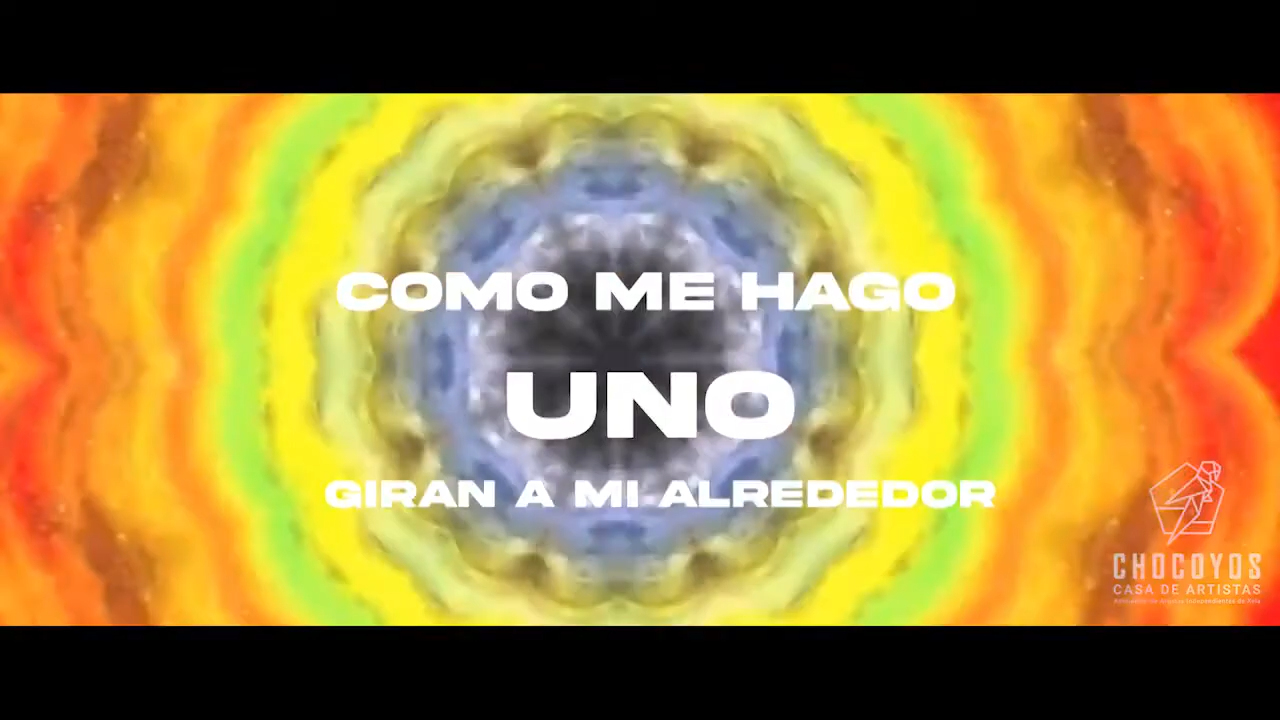 COMO ME HAGO
UNO
GIRAN A MI ALREDEDOR
CHOCOYOS
CASA DE ARTISTAS